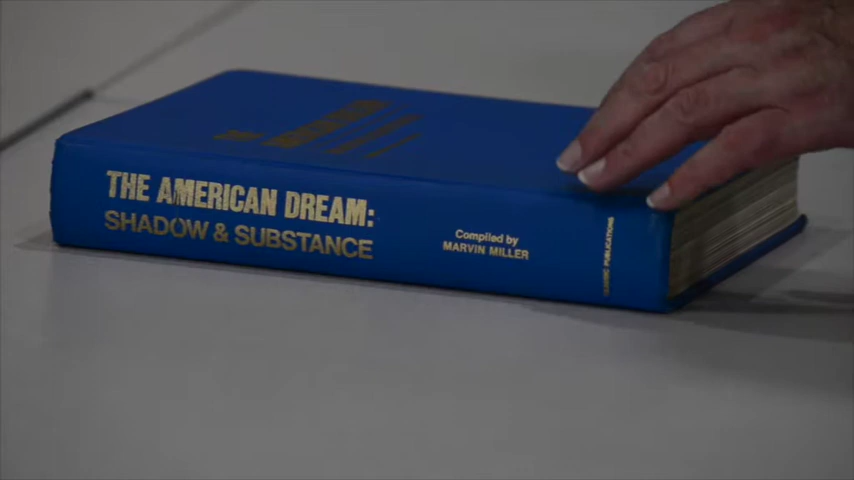 THE AMERICAN DREAM:
SHADOW & SUBSTANCE
Compiled by
MARVIN MILLER
PUBLICATIONS